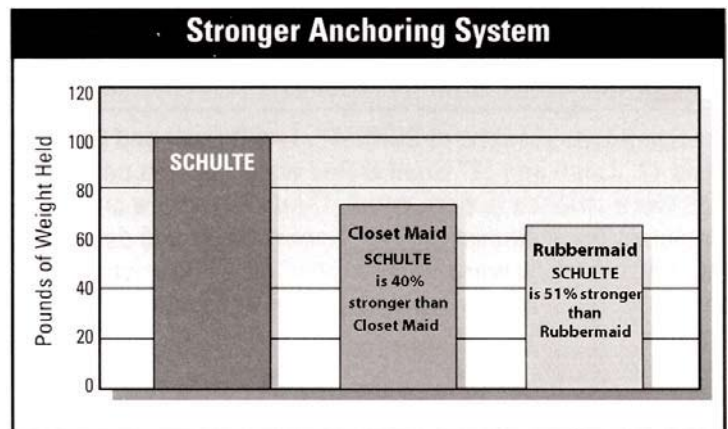 Stronger Anchoring System
Pounds of Weight Held
120
100
80
60
40
20
0
SCHULTE
Closet Maid
SCHULTE
is 40%
stronger than
Closet Maid
Rubbermaid
SCHULTE
is 51% stronger
than
Rubbermaid